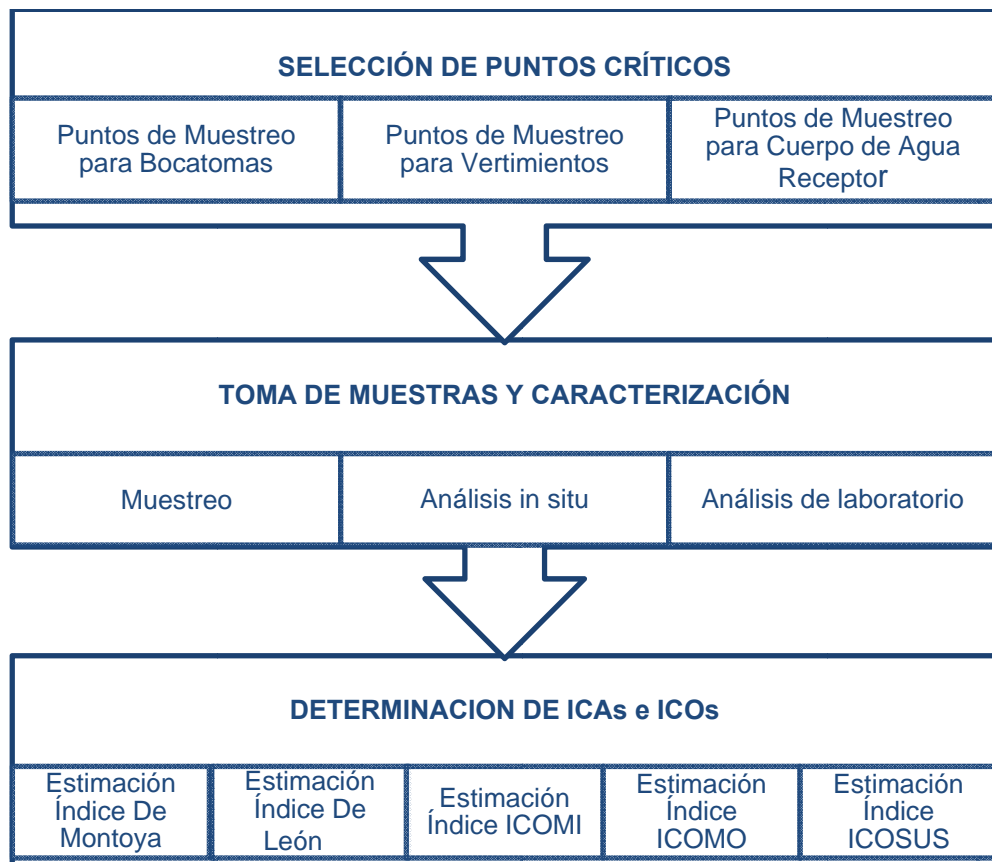 SELECCIÓN DE PUNTOS CRÍTICOS
Puntos de Muestreo
para Bocatomas
Puntos de Muestreo
para Vertimientos
Puntos de Muestreo
para Cuerpo de Agua
Receptor
TOMA DE MUESTRAS Y CARACTERIZACIÓN
Muestreo
Análisis in situ
Análisis de laboratorio
DETERMINACION DE ICAs e ICOs
Estimación
Índice De
Montoya
Estimación
Índice De
León
Estimación
Índice ICOMI
Estimación
Índice
ICOMO
Estimación
Índice
ICOSUS